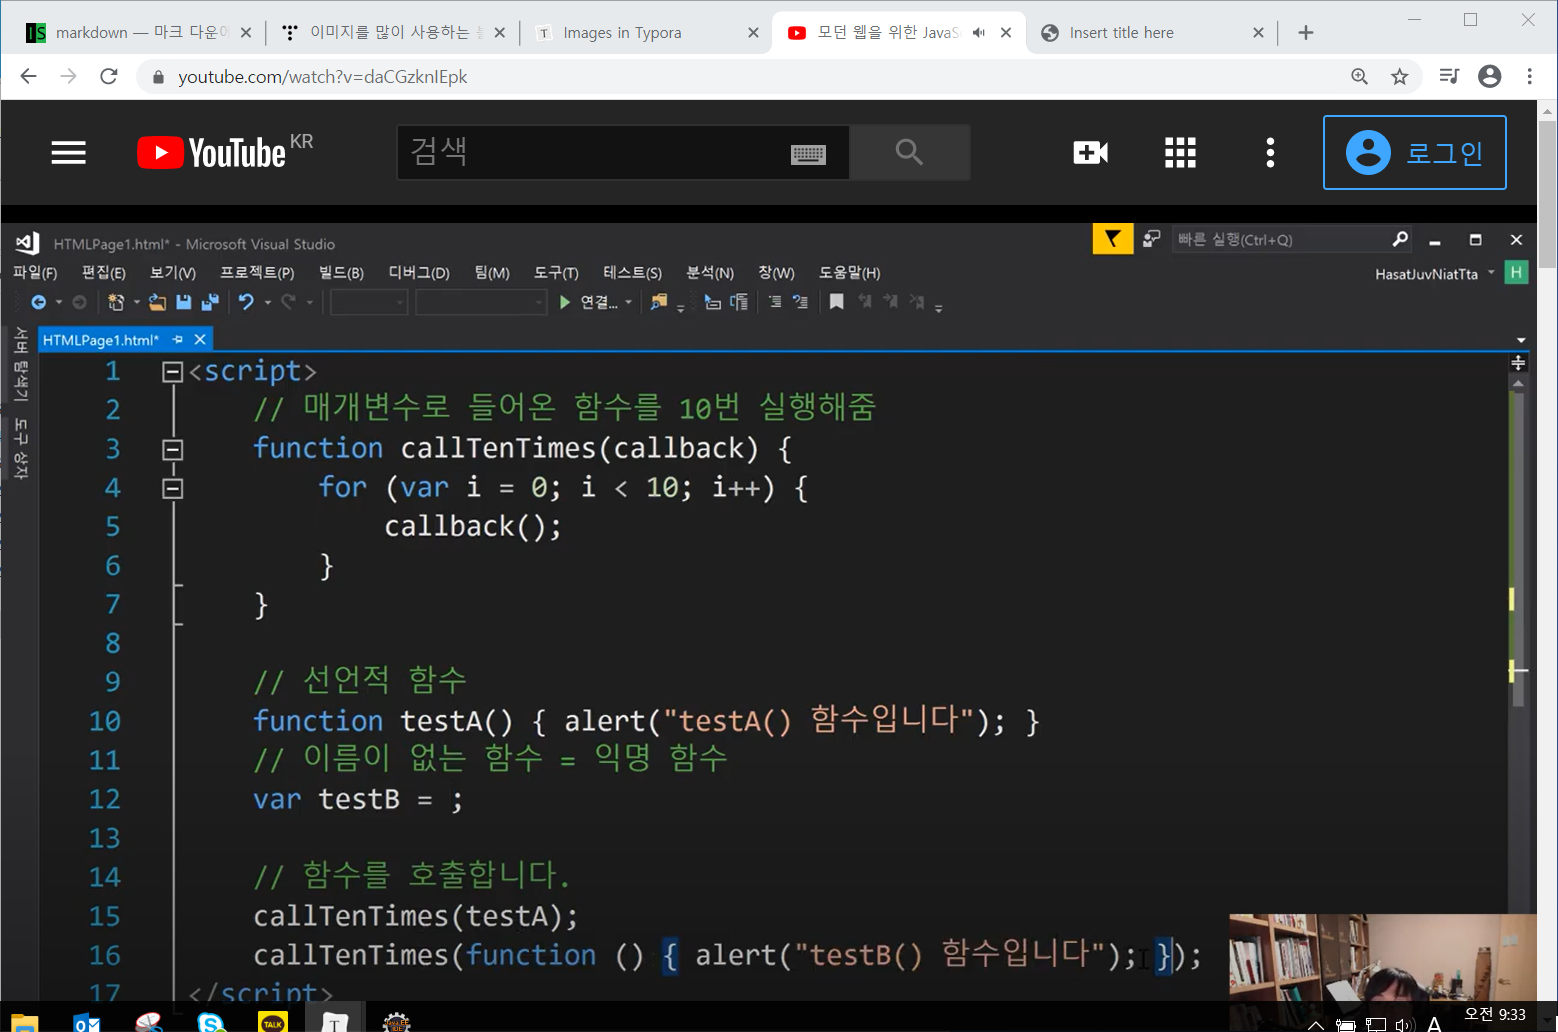 markdown — 마크 다운에
이미지를 많이 사용하는 블
T Images in Typora
모던 웹을 위한 JavaSc
Insert title here
youtube.com/watch?v=daCGzknIEpk
YouTube KR
검색
로그인
HTMLPage1.html* - Microsoft Visual Studio
빠른 실행(Ctrl+Q)
파일(F) 편집(E) 보기(V) 프로젝트(P) 빌드(B) 디버그(D) 팀(M) 도구(T) 테스트(S) 분석(N) 창(W) 도움말(H)
HasatJuvNiatTta H
연결...
서버 탐색기
도구 상자
HTMLPage1.html*
1 <script>
2 // 매개변수로 들어온 함수를 10번 실행해줌
3 function callTenTimes(callback) {
4 for (var i = 0; i < 10; i++) {
5 callback();
6 }
7 }
8
9 // 선언적 함수
10 function testA() { alert("testA() 함수입니다"); }
11 // 이름이 없는 함수 = 익명 함수
12 var testB = ;
13
14 // 함수를 호출합니다.
15 callTenTimes(testA);
16 callTenTimes(function () { alert("testB() 함수입니다"); });
17 </script>
TALK
T
A
오전 9:33